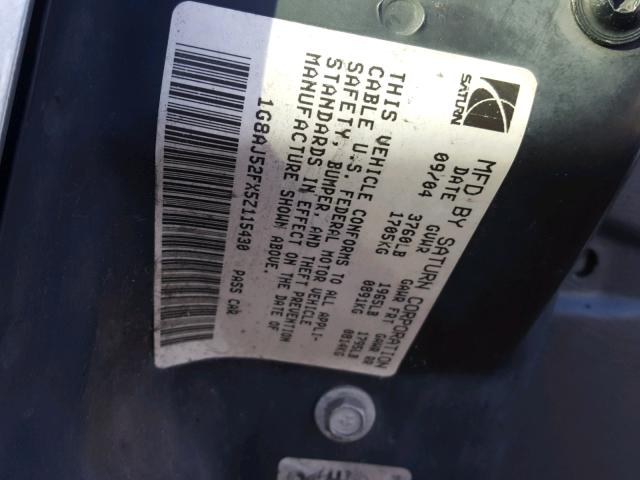 SATURN
MFD BY SATURN CORPORATION
DATE GVWR GAWR FRT GAWR RR
09/04 3760LB 1965LB 1795LB
1705KG 0891KG 0814KG
THIS VEHICLE CONFORMS TO ALL APPLI-
CABLE U.S. FEDERAL MOTOR VEHICLE
SAFETY, BUMPER, AND THEFT PREVENTION
STANDARDS IN EFFECT ON THE DATE OF
MANUFACTURE SHOWN ABOVE.
1G8AJ52FX5Z115430 PASS CAR